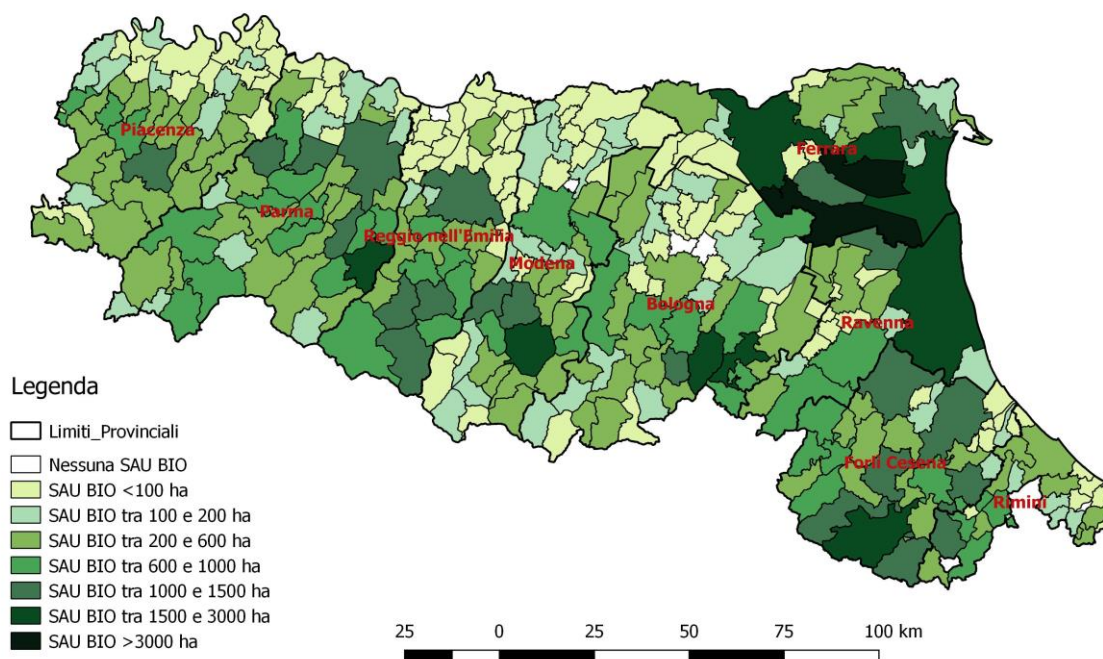 Piacenza
Parma
Reggio nell'Emilia
Modena
Bologna
Ferrara
Ravenna
Forlì Cesena
Rimini
Legenda
Limiti_Provinciali
Nessuna SAU BIO
SAU BIO <100 ha
SAU BIO tra 100 e 200 ha
SAU BIO tra 200 e 600 ha
SAU BIO tra 600 e 1000 ha
SAU BIO tra 1000 e 1500 ha
SAU BIO tra 1500 e 3000 ha
SAU BIO >3000 ha
25 0 25 50 75 100 km